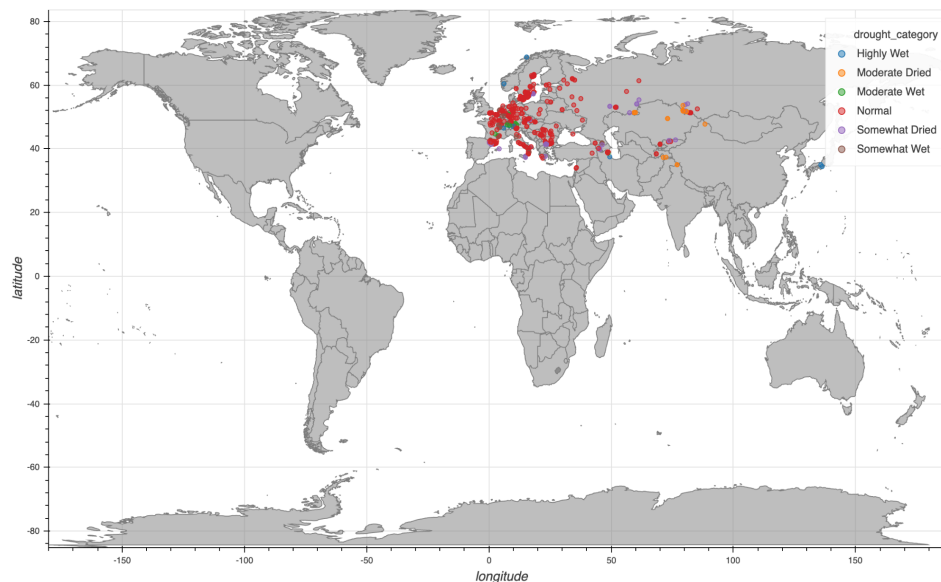 drought_category
Highly Wet
Moderate Dried
Moderate Wet
Normal
Somewhat Dried
Somewhat Wet
80
60
40
20
0
-20
-40
-60
-80
latitude
-150
-100
-50
0
50
100
150
longitude